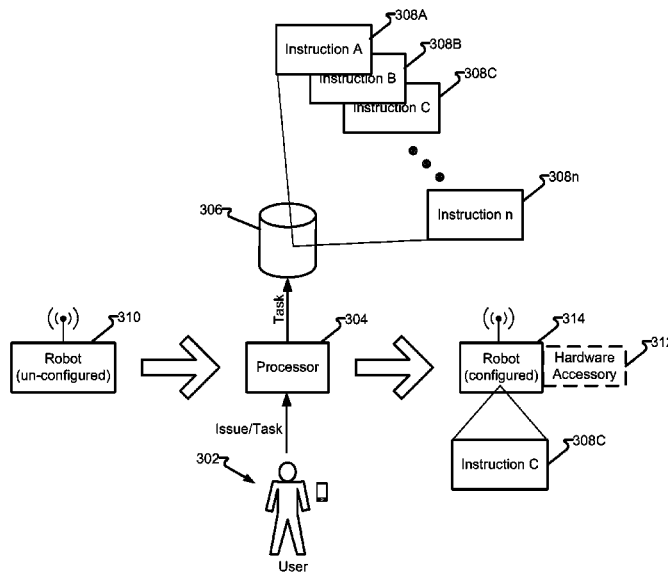 308A
Instruction A
308B
Instruction B
308C
Instruction C
308n
Instruction n
306
Task
310
304
314
312
Robot
(un-configured)
Processor
Robot
(configured)
Hardware
Accessory
Issue/Task
308C
Instruction C
302
User